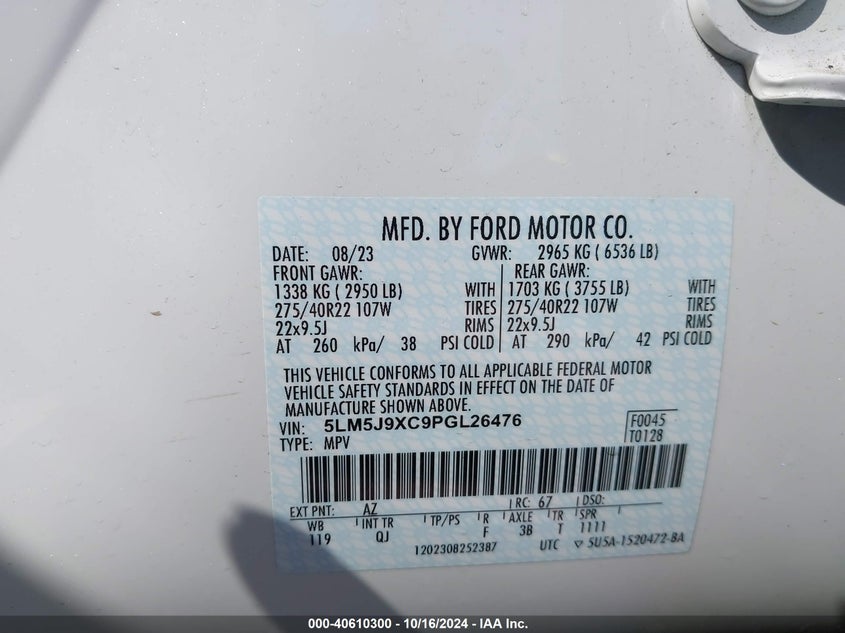 MFD. BY FORD MOTOR CO.
DATE: 08/23 GVWR: 2965 KG ( 6536 LB)
FRONT GAWR: REAR GAWR:
1338 KG ( 2950 LB) WITH 1703 KG ( 3755 LB) WITH
275/40R22 107W TIRES 275/40R22 107W TIRES
22x9.5J RIMS 22x9.5J RIMS
AT 260 kPa/ 38 PSI COLD AT 290 kPa/ 42 PSI COLD
THIS VEHICLE CONFORMS TO ALL APPLICABLE FEDERAL MOTOR
VEHICLE SAFETY STANDARDS IN EFFECT ON THE DATE OF
MANUFACTURE SHOWN ABOVE.
VIN: 5LM5J9XC9PGL26476 F0045
TYPE: MPV T0128
EXT PNT: AZ RC: 67 DSO:
WB INT TR TP/PS R AXLE TR SPR
119 QJ F 3B T 1111
1202308252387 UTC ▽ 5U5A-1520472-BA
000-40610300 - 10/16/2024 - IAA Inc.